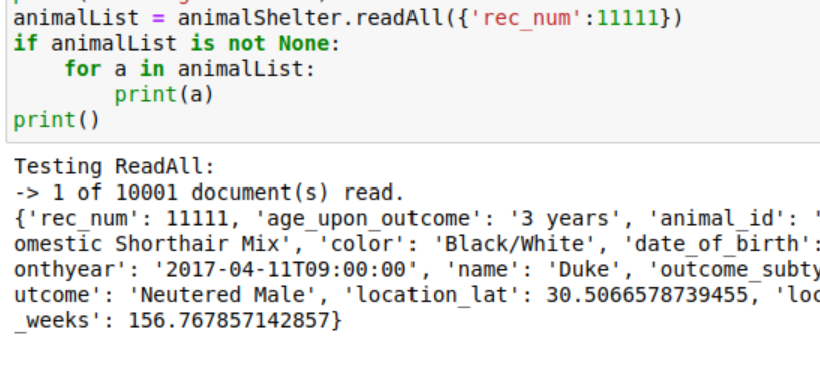 animalList = animalShelter.readAll({'rec_num':11111})
if animalList is not None:
    for a in animalList:
        print(a)
print()
Testing ReadAll:
-> 1 of 10001 document(s) read.
{'rec_num': 11111, 'age_upon_outcome': '3 years', 'animal_id': '
omestic Shorthair Mix', 'color': 'Black/White', 'date_of_birth':
onthyear': '2017-04-11T09:00:00', 'name': 'Duke', 'outcome_subty
utcome': 'Neutered Male', 'location_lat': 30.5066578739455, 'loc
_weeks': 156.767857142857}